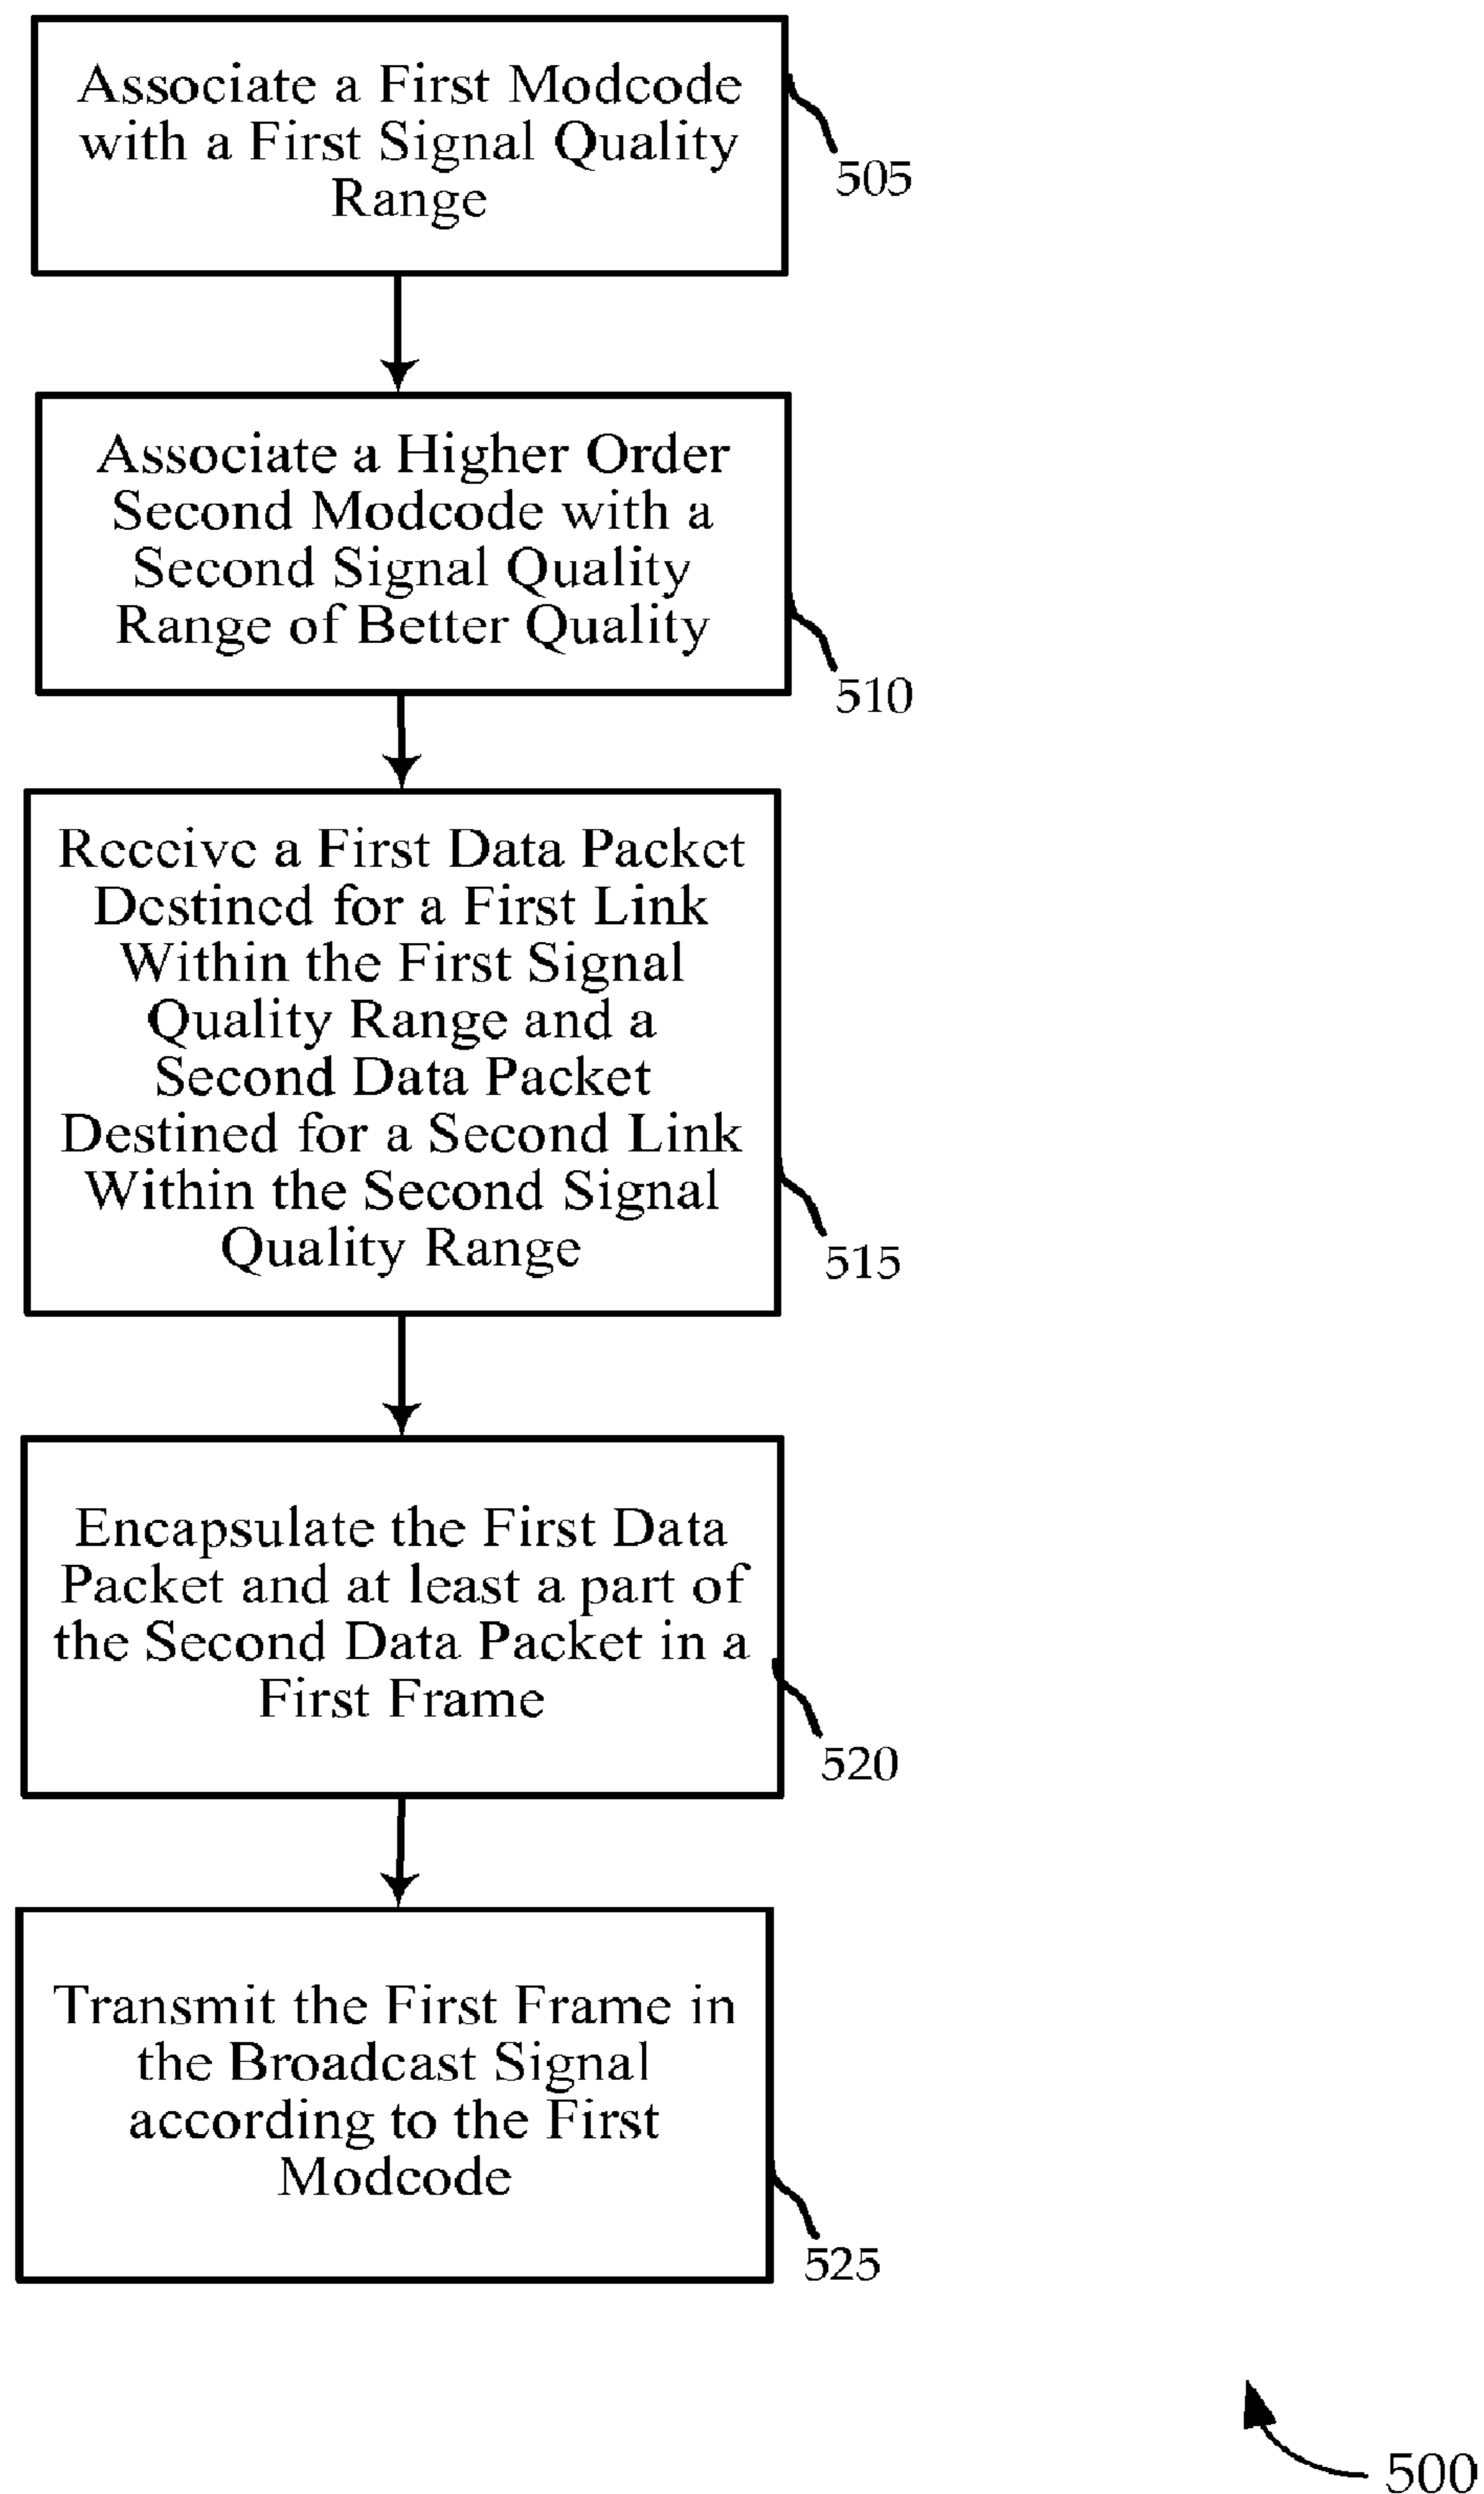 Associate a First Modcode
with a First Signal Quality
Range
505
Associate a Higher Order
Second Modcode with a
Second Signal Quality
Range of Better Quality
510
Receive a First Data Packet
Destined for a First Link
Within the First Signal
Quality Range and a
Second Data Packet
Destined for a Second Link
Within the Second Signal
Quality Range
515
Encapsulate the First Data
Packet and at least a part of
the Second Data Packet in a
First Frame
520
Transmit the First Frame in
the Broadcast Signal
according to the First
Modcode
525
500